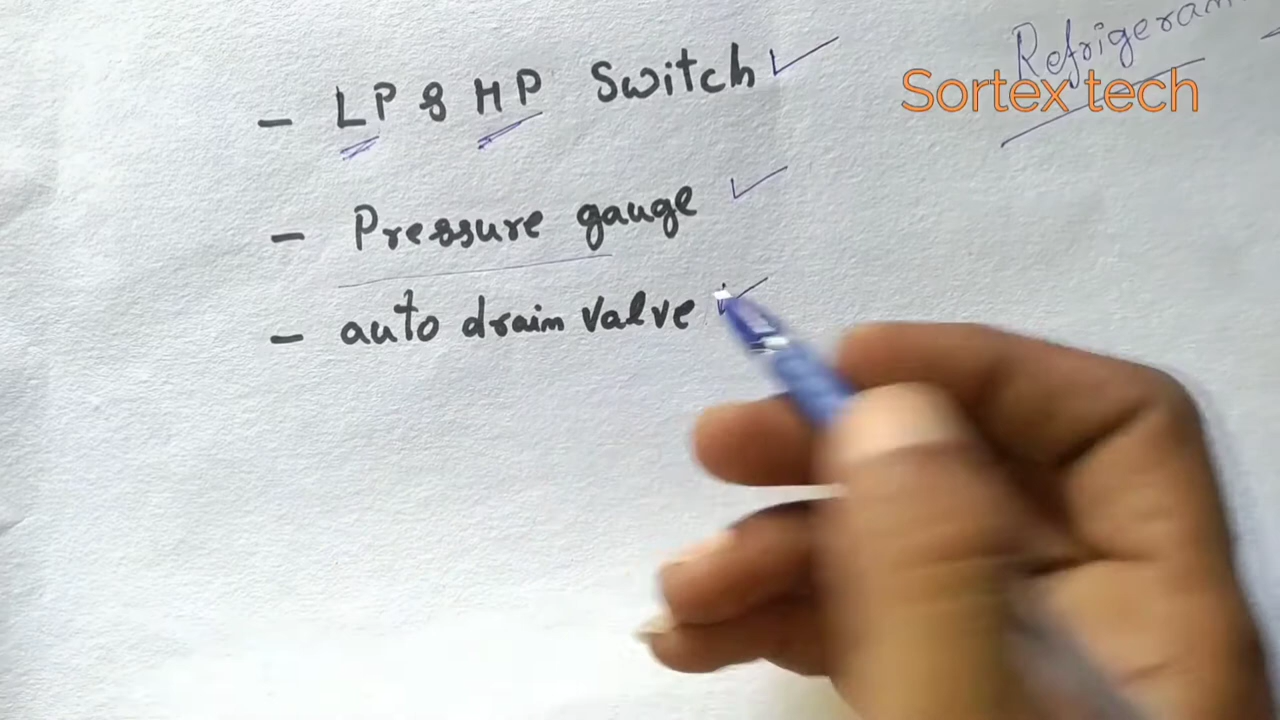 - LP & HP Switch ✓
Refrigeran
Sortex tech
- Pressure gauge ✓
- auto drain valve ✓